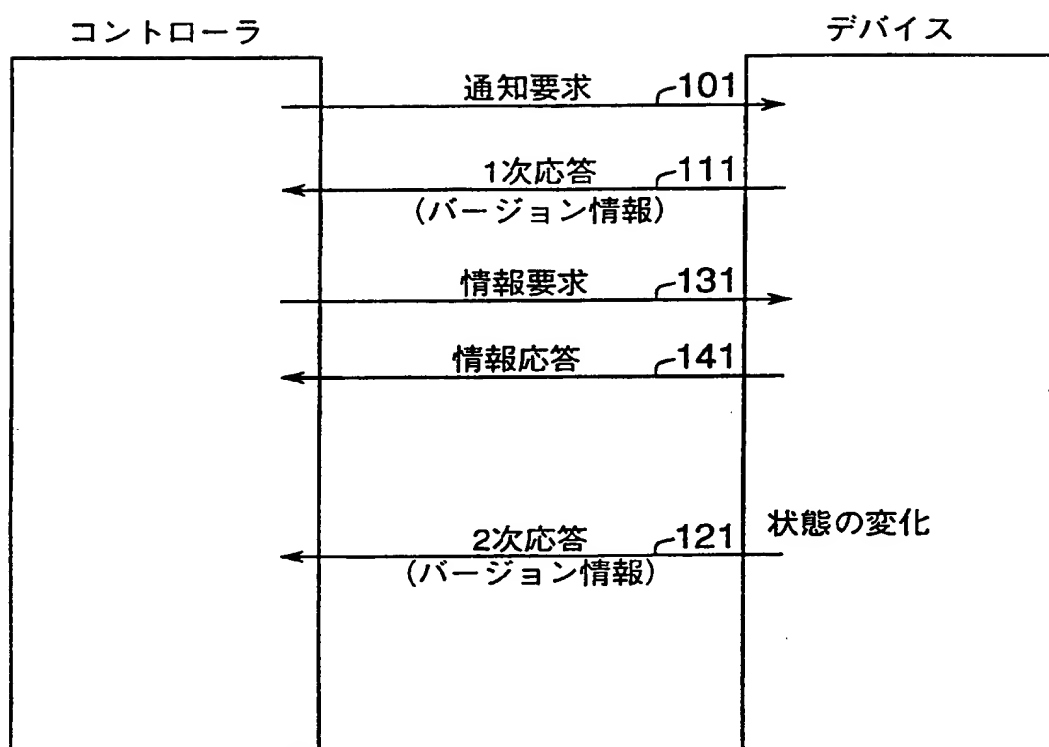 コントローラ
デバイス
通知要求
101
1次応答
111
(バージョン情報)
情報要求
131
情報応答
141
状態の変化
2次応答
121
(バージョン情報)